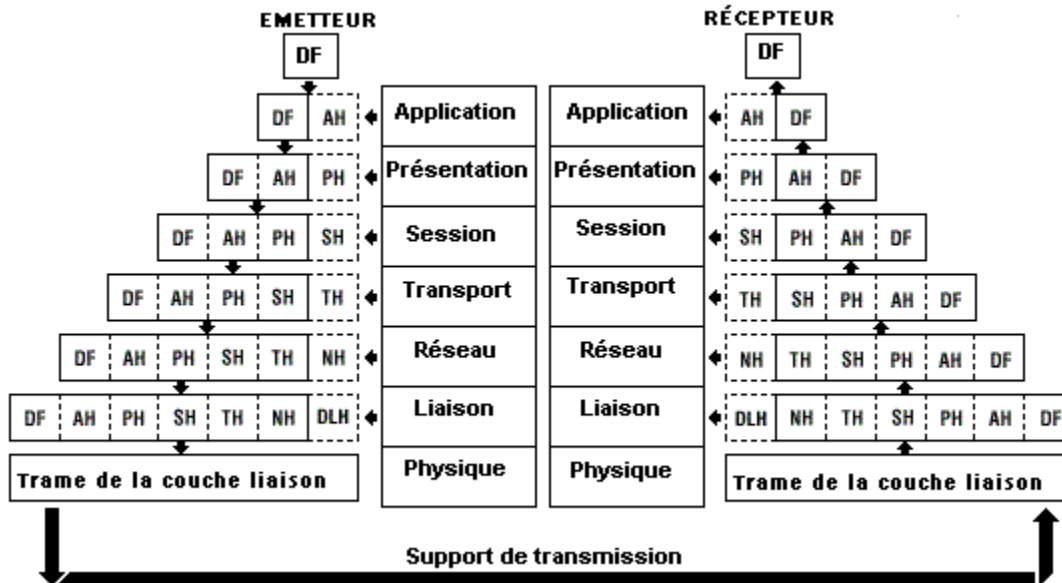 EMETTEUR RÉCEPTEUR
DF DF
DF AH Application Application AH DF
DF AH PH Présentation Présentation PH AH DF
DF AH PH SH Session Session SH PH AH DF
DF AH PH SH TH Transport Transport TH SH PH AH DF
DF AH PH SH TH NH Réseau Réseau NH TH SH PH AH DF
DF AH PH SH TH NH DLH Liaison Liaison DLH NH TH SH PH AH DF
Trame de la couche liaison Physique Physique Trame de la couche liaison
Support de transmission